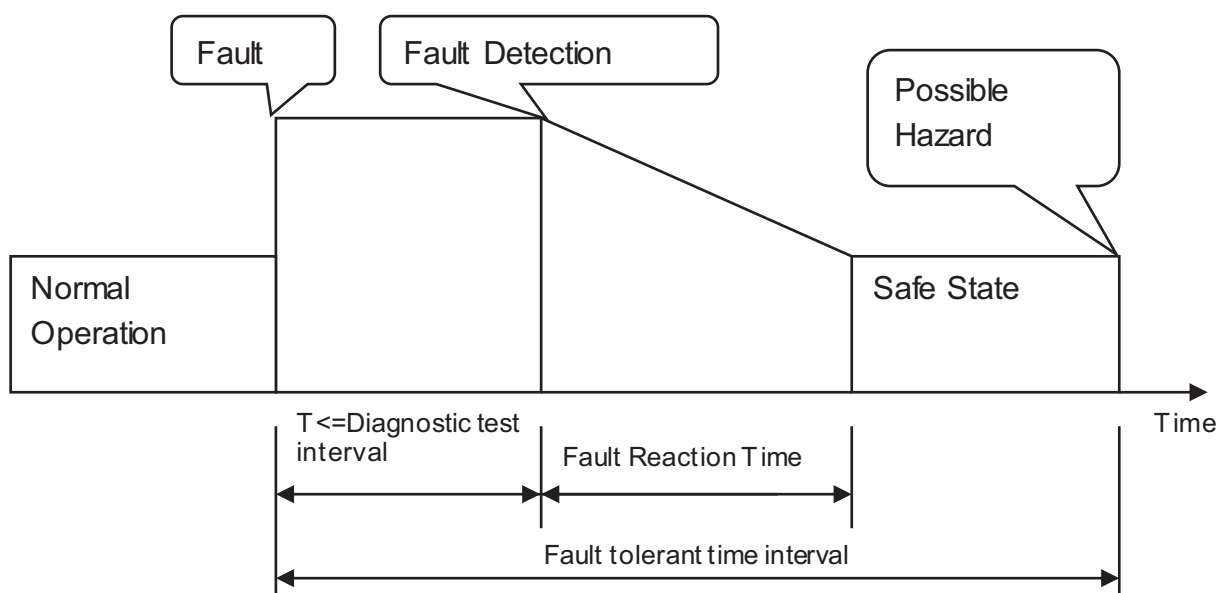 Fault
Fault Detection
Possible
Hazard
Normal
Operation
Safe State
T<=Diagnostic test
interval
Time
Fault Reaction Time
Fault tolerant time interval